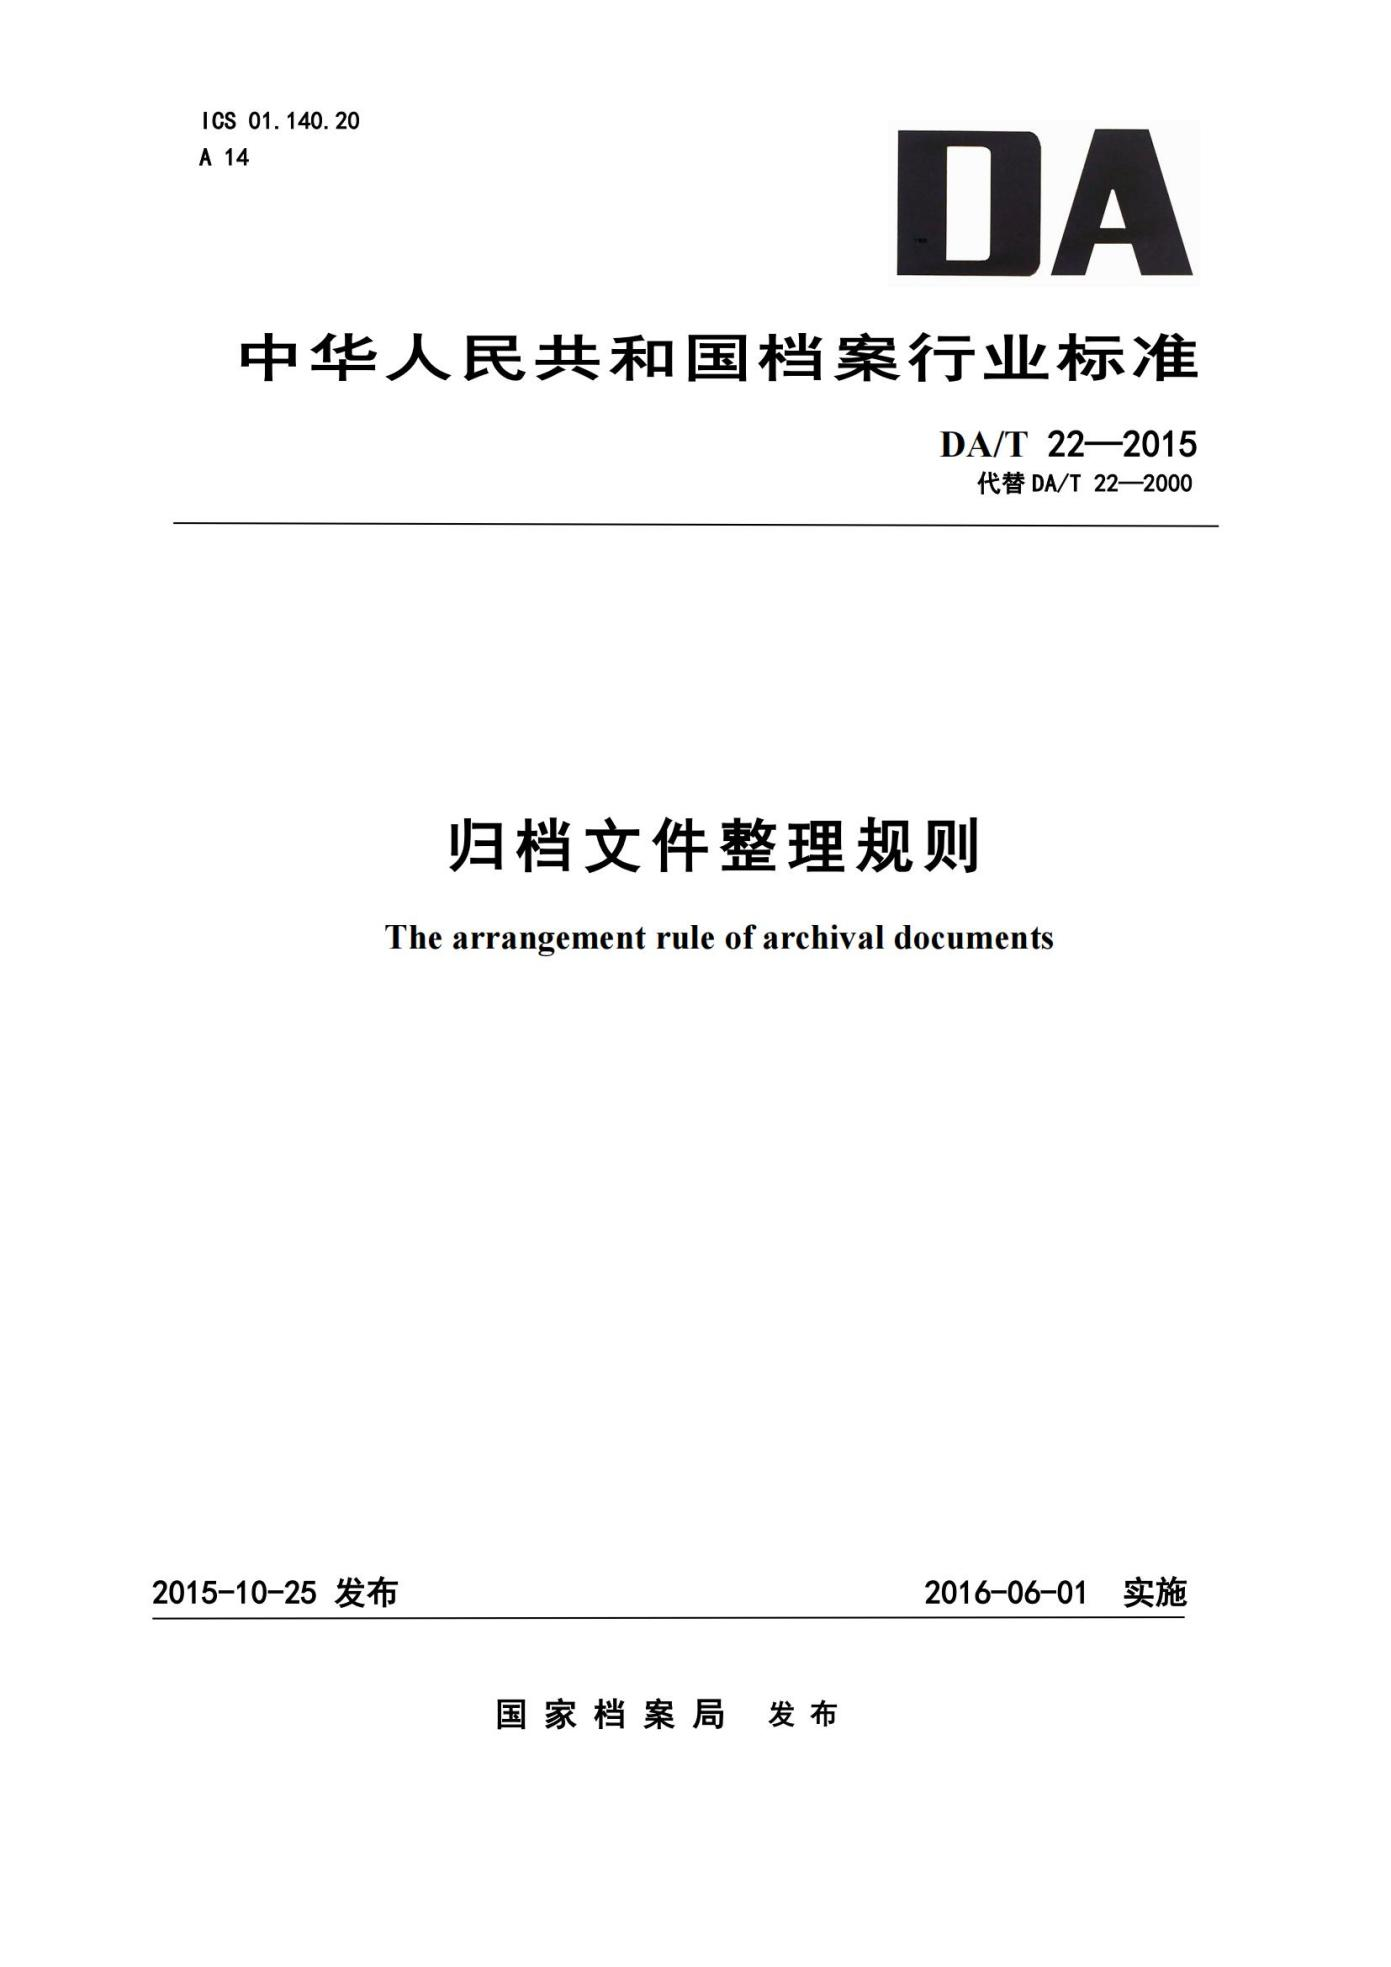 ICS 01.140.20
A 14
DA
中华人民共和国档案行业标准
DA/T 22—2015
代替DA/T 22—2000
归档文件整理规则
The arrangement rule of archival documents
2015-10-25 发布
2016-06-01 实施
国家档案局 发布